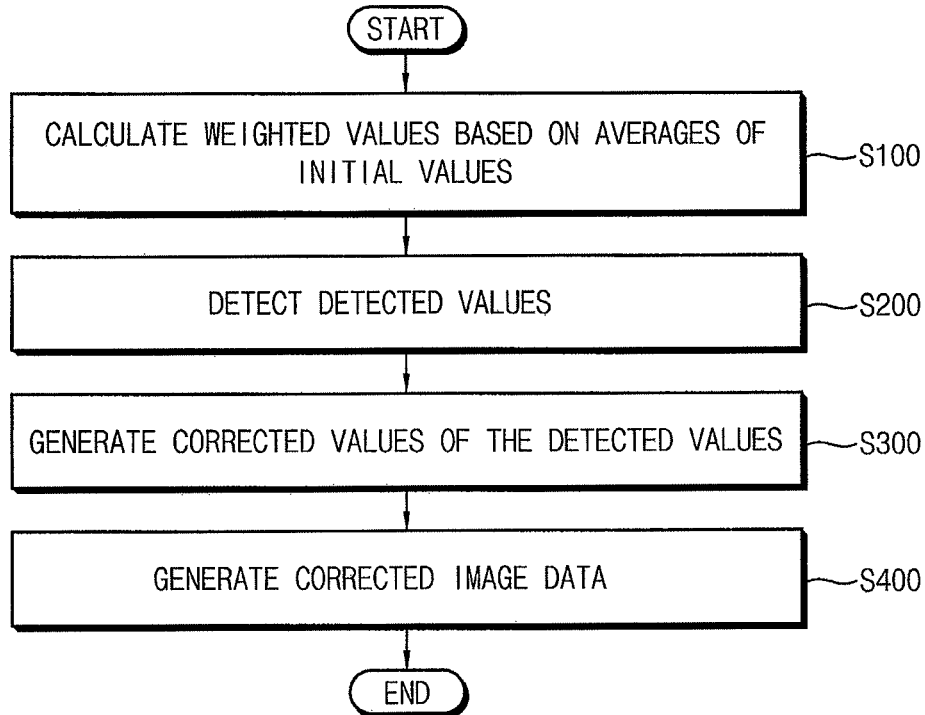 START
CALCULATE WEIGHTED VALUES BASED ON AVERAGES OF
INITIAL VALUES
S100
DETECT DETECTED VALUES
S200
GENERATE CORRECTED VALUES OF THE DETECTED VALUES
S300
GENERATE CORRECTED IMAGE DATA
S400
END